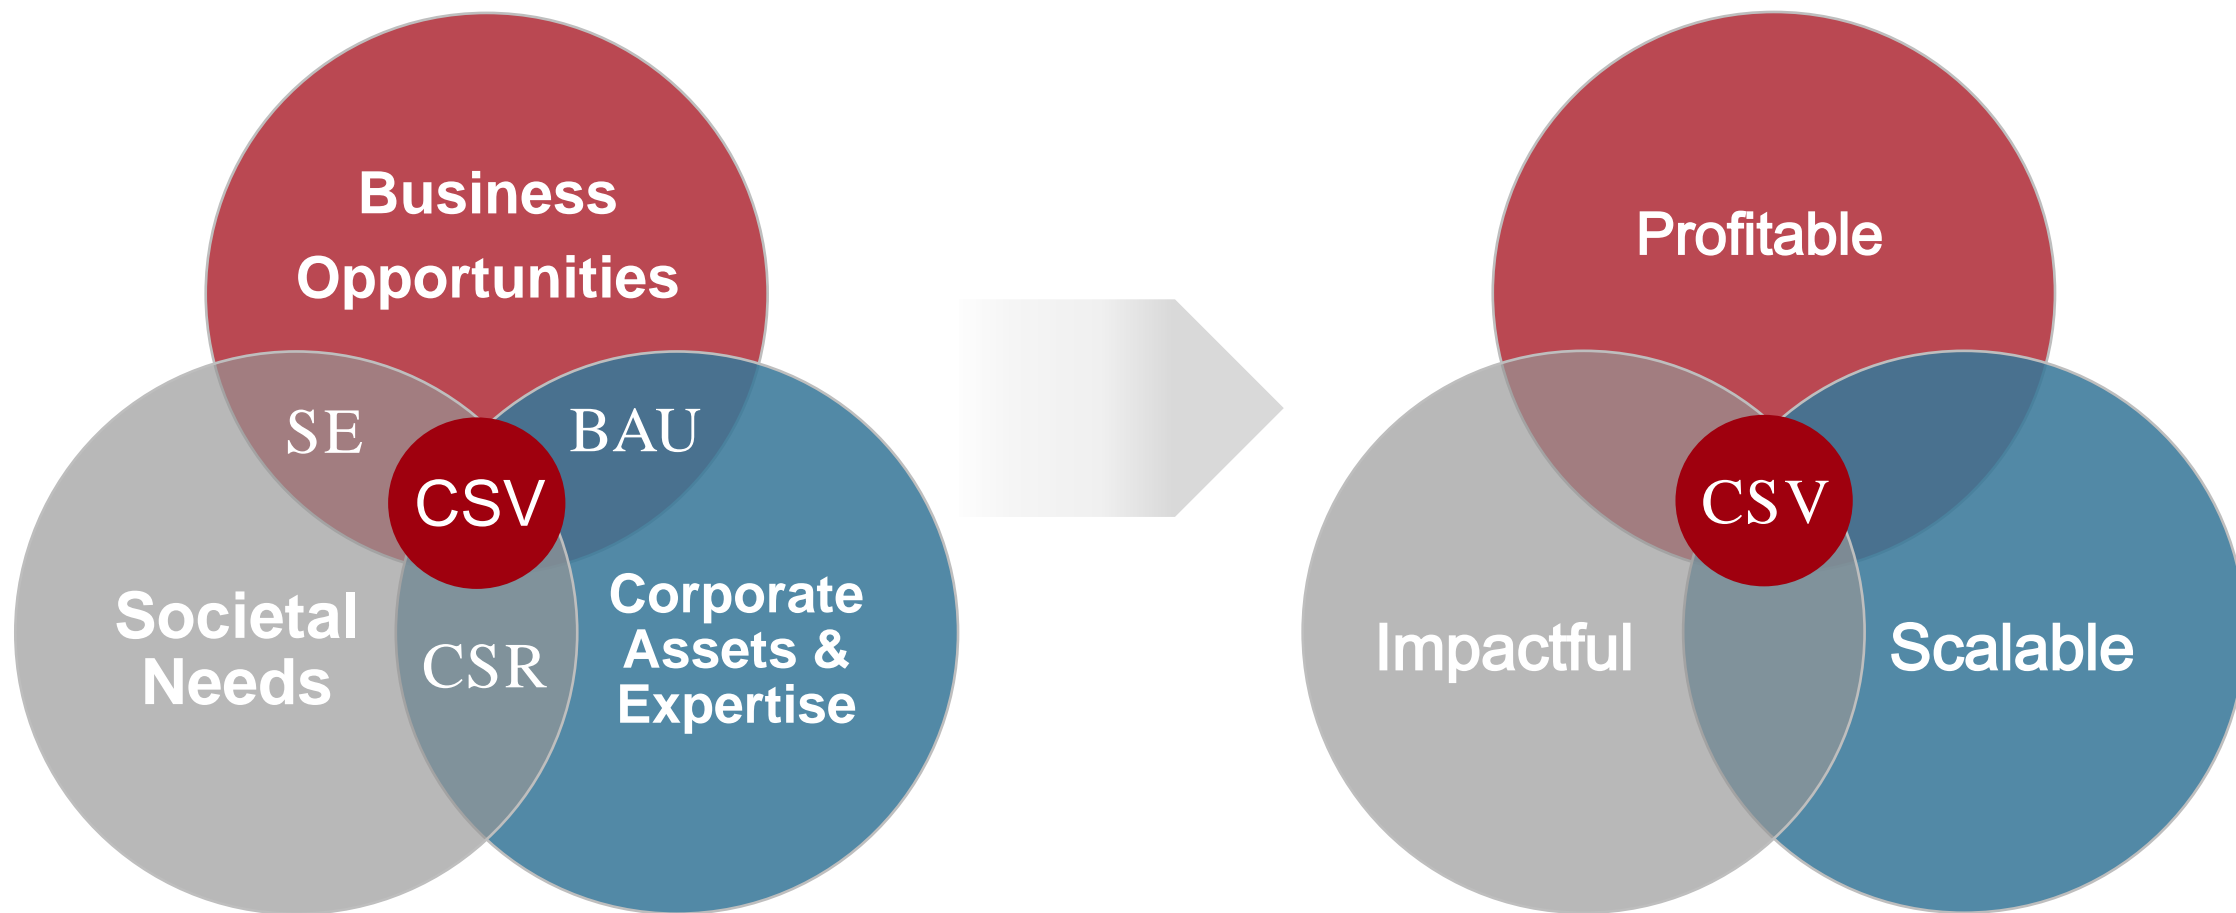 Business
Opportunities
SE
BAU
CSV
Societal
Needs
CSR
Corporate
Assets &
Expertise
Profitable
CSV
Impactful
Scalable